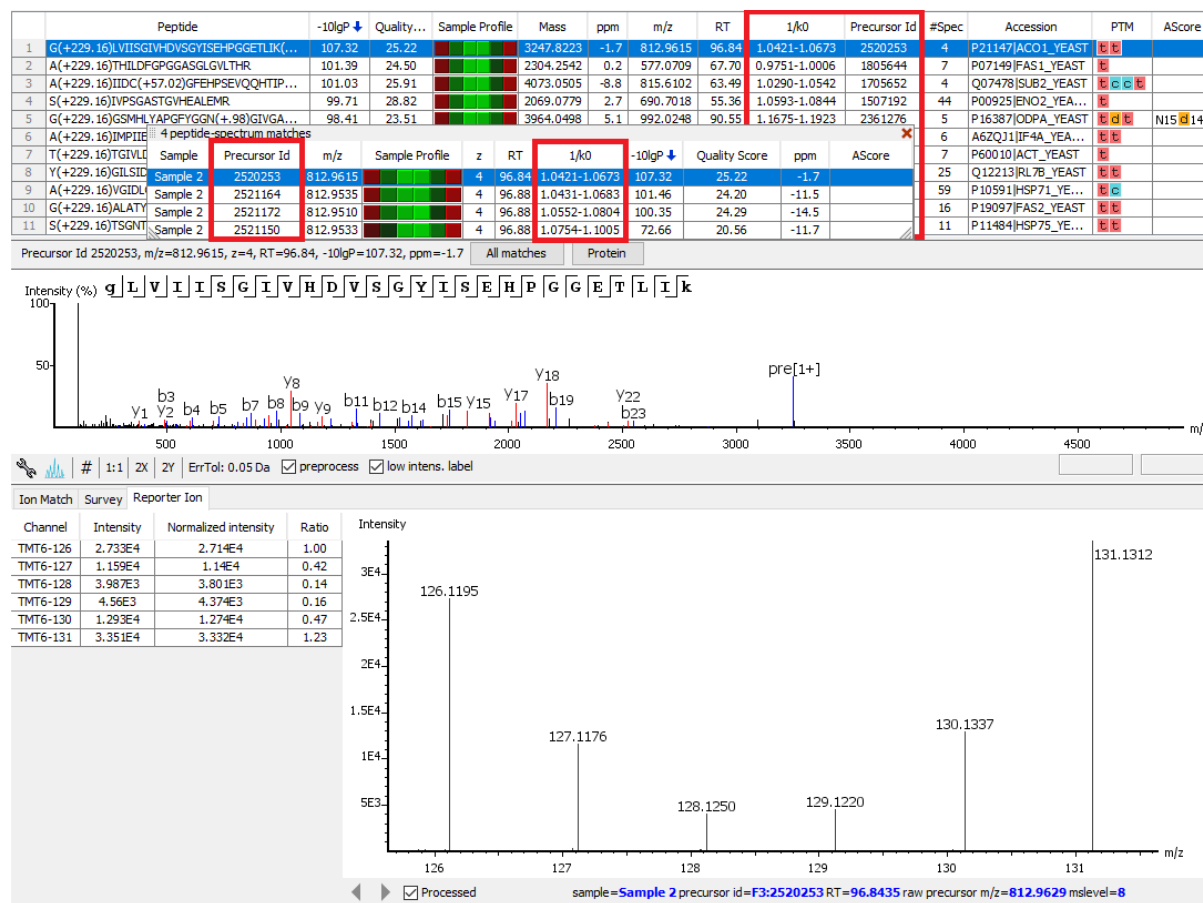 Peptide -10lgP Quality... Sample Profile Mass ppm m/z RT 1/k0 Precursor Id #Spec Accession PTM AScore
1 G(+229.16)LVIISGIVHDVSGYISEHPGGETLIK(... 107.32 25.22 3247.8223 -1.7 812.9615 96.84 1.0421-1.0673 2520253 4 P21147|ACO1_YEAST t t
2 A(+229.16)THILDFGPGGASGLGVLTHR 101.39 24.50 2304.2542 0.2 577.0709 67.70 0.9751-1.0006 1805644 7 P07149|FAS1_YEAST t
3 A(+229.16)IIDC(+57.02)GFEHPSEVQQHTIP... 101.03 25.91 4073.0505 -8.8 815.6102 63.49 1.0290-1.0542 1705652 4 Q07478|SUB2_YEAST t c c t
4 S(+229.16)IVPSGASTGVHEALEMR 99.71 28.82 2069.0779 2.7 690.7018 55.36 1.0593-1.0844 1507192 44 P00925|ENO2_YEA... t
5 G(+229.16)GSMHLYAPGFYGGN(+.98)GIVGA... 98.41 23.51 3964.0498 5.1 992.0248 90.55 1.1675-1.1923 2361276 5 P16387|ODPA_YEAST t d t N15 d 14
6 A(+229.16)IMPIIE 6 A6ZQJ1|IF4A_YEA... t t
7 T(+229.16)TGIVLD 7 P60010|ACT_YEAST t
8 Y(+229.16)GILSID 25 Q12213|RL7B_YEAST t t
9 A(+229.16)VGIDL 59 P10591|HSP71_YE... t c
10 G(+229.16)ALATY 16 P19097|FAS2_YEAST t t
11 S(+229.16)TSGNT 11 P11484|HSP75_YE... t t
4 peptide-spectrum matches
Sample Precursor Id m/z Sample Profile z RT 1/k0 -10lgP Quality Score ppm AScore
Sample 2 2520253 812.9615 4 96.84 1.0421-1.0673 107.32 25.22 -1.7
Sample 2 2521164 812.9535 4 96.88 1.0431-1.0683 101.46 24.20 -11.5
Sample 2 2521172 812.9510 4 96.88 1.0552-1.0804 100.35 24.29 -14.5
Sample 2 2521150 812.9533 4 96.88 1.0754-1.1005 72.66 20.56 -11.7
Precursor Id 2520253, m/z=812.9615, z=4, RT=96.84, -10lgP=107.32, ppm=-1.7 All matches Protein
Intensity (%) g L V I I S G I V H D V S G Y I S E H P G G E T L I k
100
50
pre[1+]
y18
y8 y17 y22
b3
y1 y2 b4 b5 b7 b8 b9 y9 b11 b12 b14 b15 y15 b19 b23
500 1000 1500 2000 2500 3000 3500 4000 4500 m/
# 1:1 2X 2Y ErrTol: 0.05 Da preprocess low intens. label
Ion Match Survey Reporter Ion
Channel Intensity Normalized intensity Ratio
TMT6-126 2.733E4 2.714E4 1.00
TMT6-127 1.159E4 1.14E4 0.42
TMT6-128 3.987E3 3.801E3 0.14
TMT6-129 4.56E3 4.374E3 0.16
TMT6-130 1.293E4 1.274E4 0.47
TMT6-131 3.351E4 3.332E4 1.23
Intensity
131.1312
3E4
126.1195
2.5E4
2E4
1.5E4
130.1337
127.1176
1E4
129.1220
128.1250
5E3
126 127 128 129 130 131 m/z
Processed sample=Sample 2 precursor id=F3:2520253 RT=96.8435 raw precursor m/z=812.9629 mslevel=8